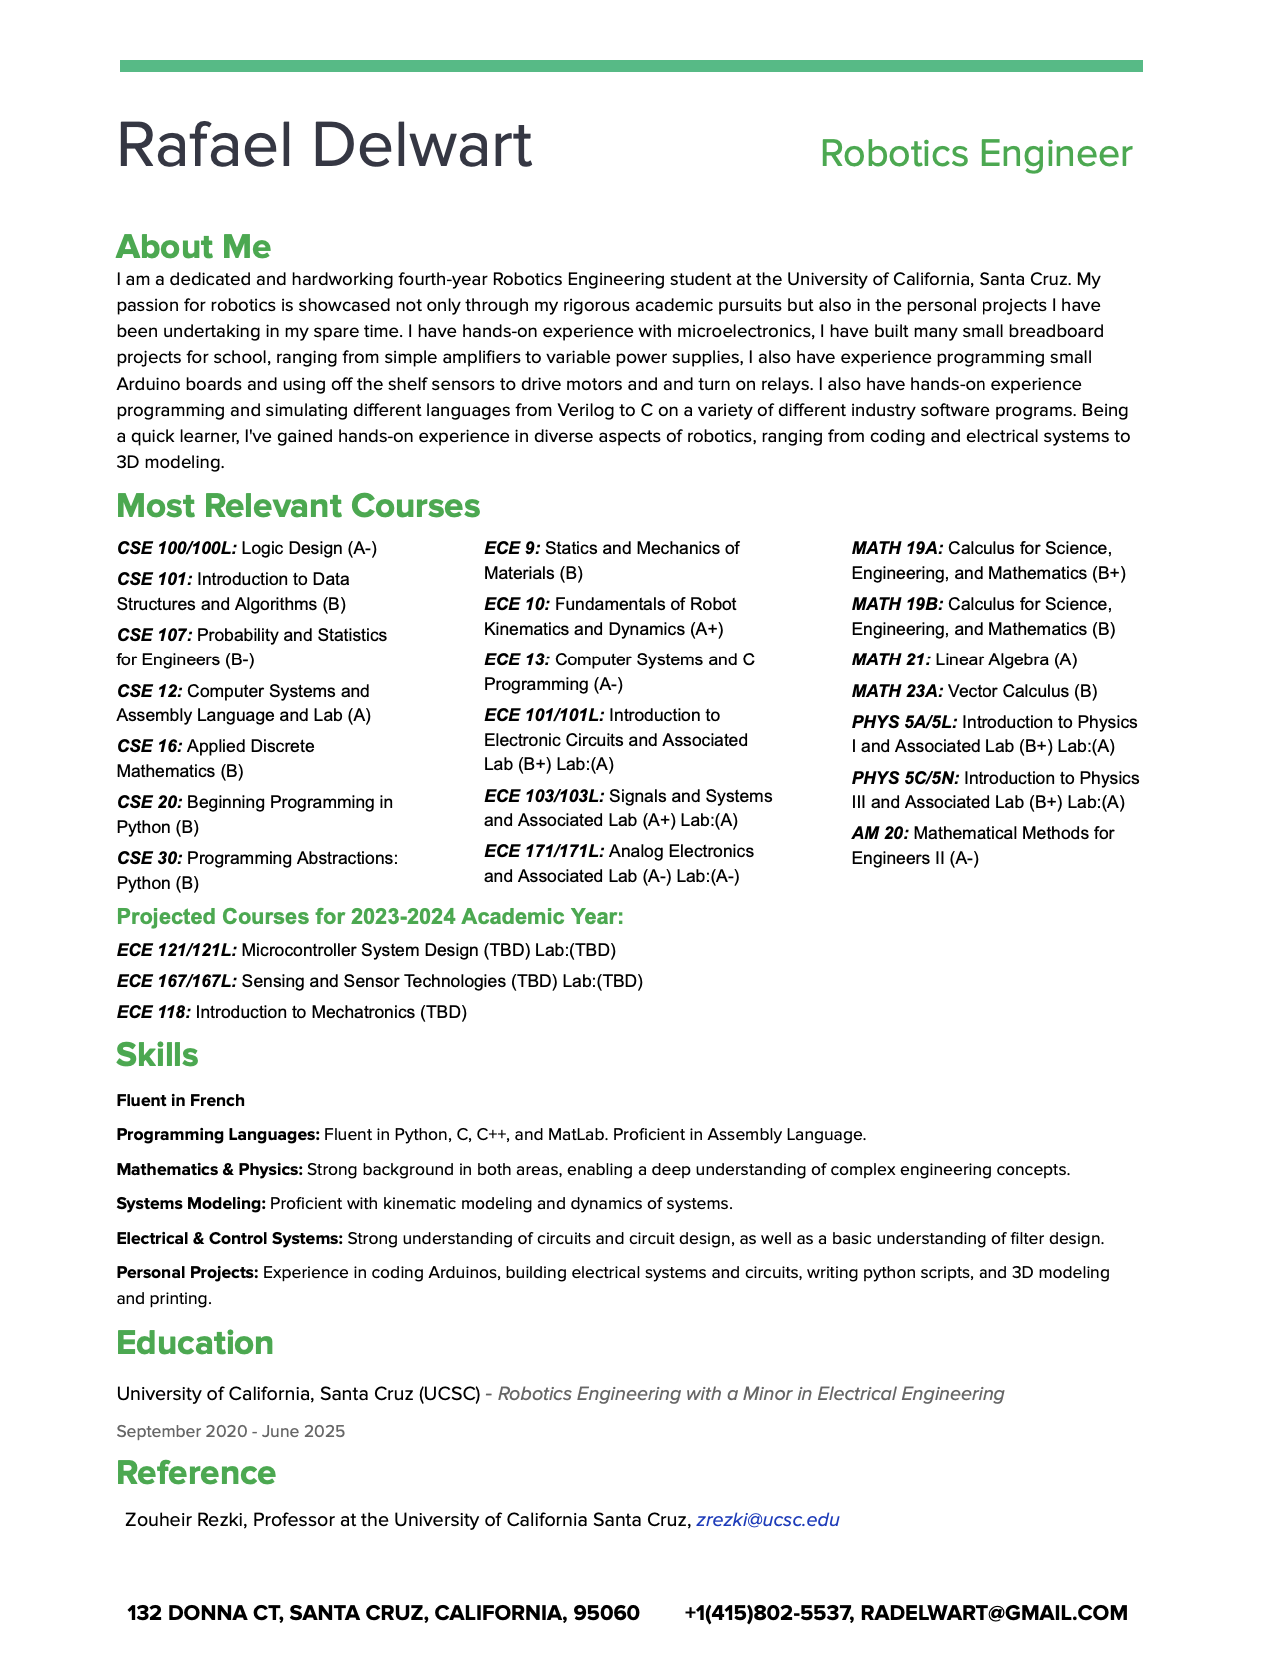 Rafael Delwart
Robotics Engineer
About Me
I am a dedicated and hardworking fourth-year Robotics Engineering student at the University of California, Santa Cruz. My
passion for robotics is showcased not only through my rigorous academic pursuits but also in the personal projects I have
been undertaking in my spare time. I have hands-on experience with microelectronics, I have built many small breadboard
projects for school, ranging from simple amplifiers to variable power supplies, I also have experience programming small
Arduino boards and using off the shelf sensors to drive motors and and turn on relays. I also have hands-on experience
programming and simulating different languages from Verilog to C on a variety of different industry software programs. Being
a quick learner, I've gained hands-on experience in diverse aspects of robotics, ranging from coding and electrical systems to
3D modeling.
Most Relevant Courses
CSE 100/100L: Logic Design (A-)
CSE 101: Introduction to Data
Structures and Algorithms (B)
CSE 107: Probability and Statistics
for Engineers (B-)
CSE 12: Computer Systems and
Assembly Language and Lab (A)
CSE 16: Applied Discrete
Mathematics (B)
CSE 20: Beginning Programming in
Python (B)
CSE 30: Programming Abstractions:
Python (B)
ECE 9: Statics and Mechanics of
Materials (B)
ECE 10: Fundamentals of Robot
Kinematics and Dynamics (A+)
ECE 13: Computer Systems and C
Programming (A-)
ECE 101/101L: Introduction to
Electronic Circuits and Associated
Lab (B+) Lab:(A)
ECE 103/103L: Signals and Systems
and Associated Lab (A+) Lab:(A)
ECE 171/171L: Analog Electronics
and Associated Lab (A-) Lab:(A-)
MATH 19A: Calculus for Science,
Engineering, and Mathematics (B+)
MATH 19B: Calculus for Science,
Engineering, and Mathematics (B)
MATH 21: Linear Algebra (A)
MATH 23A: Vector Calculus (B)
PHYS 5A/5L: Introduction to Physics
I and Associated Lab (B+) Lab:(A)
PHYS 5C/5N: Introduction to Physics
III and Associated Lab (B+) Lab:(A)
AM 20: Mathematical Methods for
Engineers II (A-)
Projected Courses for 2023-2024 Academic Year:
ECE 121/121L: Microcontroller System Design (TBD) Lab:(TBD)
ECE 167/167L: Sensing and Sensor Technologies (TBD) Lab:(TBD)
ECE 118: Introduction to Mechatronics (TBD)
Skills
Fluent in French
Programming Languages: Fluent in Python, C, C++, and MatLab. Proficient in Assembly Language.
Mathematics & Physics: Strong background in both areas, enabling a deep understanding of complex engineering concepts.
Systems Modeling: Proficient with kinematic modeling and dynamics of systems.
Electrical & Control Systems: Strong understanding of circuits and circuit design, as well as a basic understanding of filter design.
Personal Projects: Experience in coding Arduinos, building electrical systems and circuits, writing python scripts, and 3D modeling
and printing.
Education
University of California, Santa Cruz (UCSC) - Robotics Engineering with a Minor in Electrical Engineering
September 2020 - June 2025
Reference
Zouheir Rezki, Professor at the University of California Santa Cruz, zrezki@ucsc.edu
132 DONNA CT, SANTA CRUZ, CALIFORNIA, 95060
+1(415)802-5537, RADELWART@GMAIL.COM